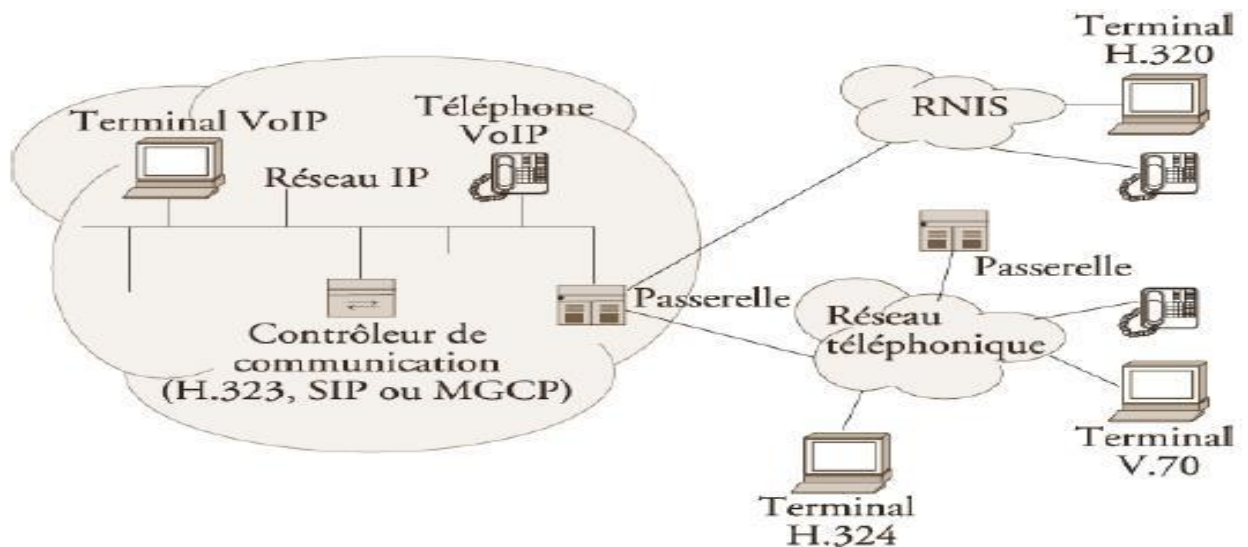 Terminal VoIP
Téléphone
VoIP
Réseau IP
Contrôleur de
communication
(H.323, SIP ou MGCP)
Passerelle
RNIS
Terminal
H.320
Passerelle
Réseau
téléphonique
Terminal
V.70
Terminal
H.324